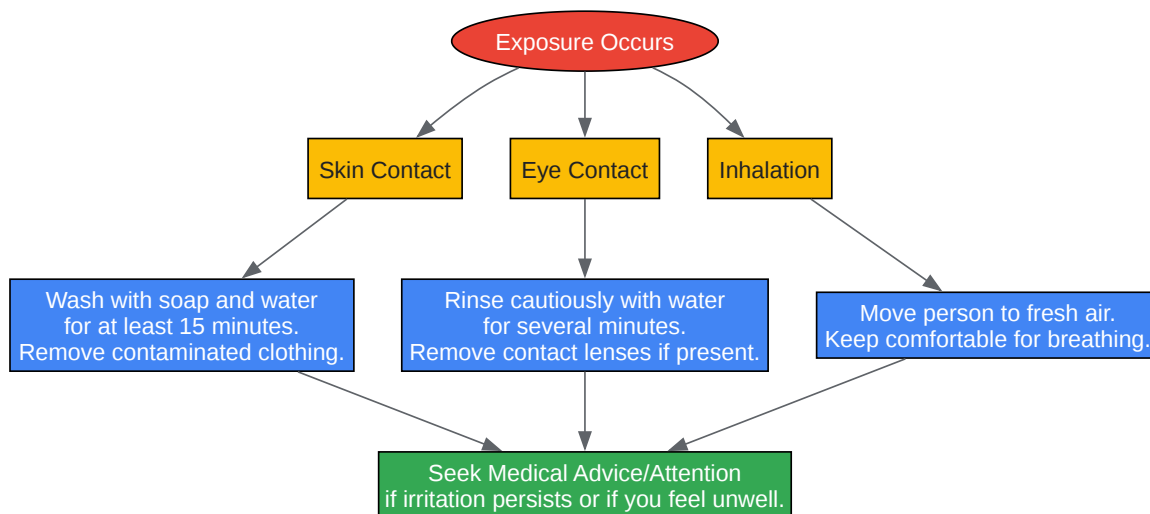 Exposure Occurs
Skin Contact
Eye Contact
Inhalation
Wash with soap and water
for at least 15 minutes.
Remove contaminated clothing.
Rinse cautiously with water
for several minutes.
Remove contact lenses if present.
Move person to fresh air.
Keep comfortable for breathing.
Seek Medical Advice/Attention
if irritation persists or if you feel unwell.